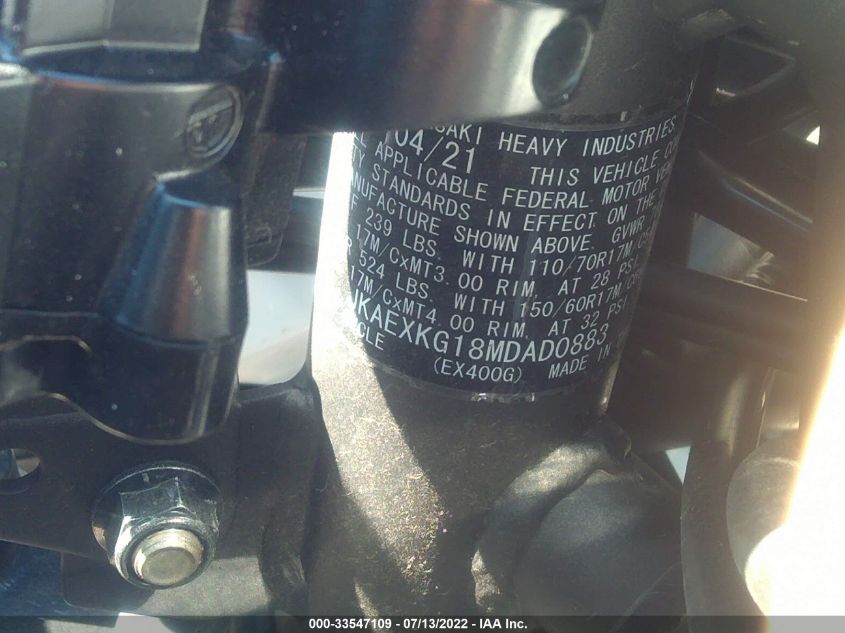 SAKI HEAVY INDUSTRIES,
04/21 THIS VEHICLE
APPLICABLE FEDERAL MOTOR
STANDARDS IN EFFECT ON THE
MANUFACTURE SHOWN ABOVE. GVWR
F 239 LBS. WITH 110/70R17M/C
17M/CxMT3.00 RIM, AT 28 PSI
R 524 LBS. WITH 150/60R17M/C
17M/CxMT4.00 RIM, AT 32 PSI
KAEXKG18MDAD0883
CLE (EX400G) MADE IN
000-33547109 - 07/13/2022 - IAA Inc.